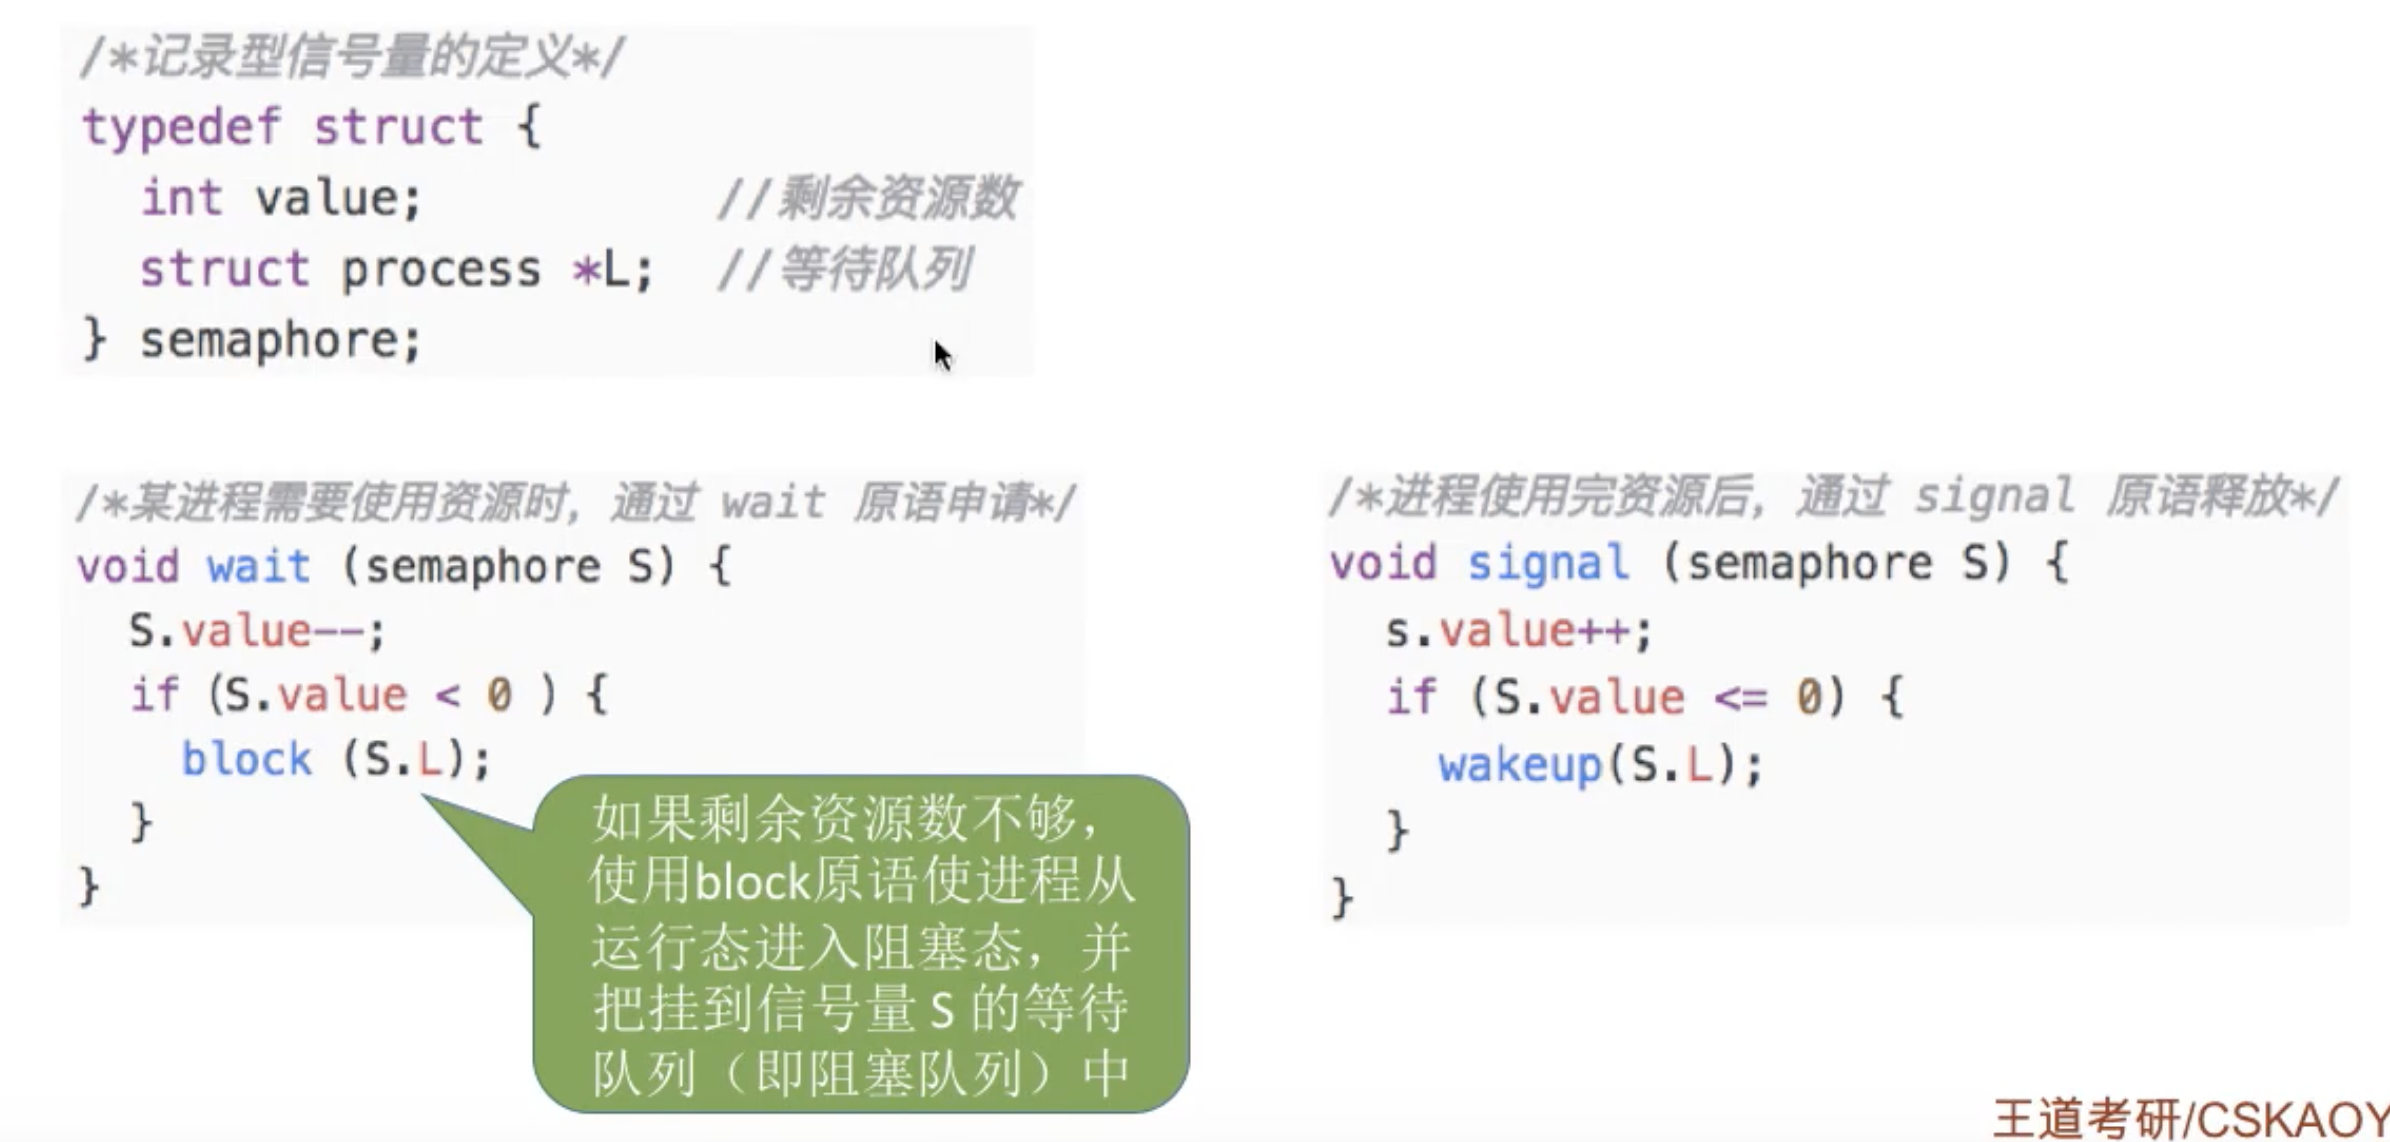 /*记录型信号量的定义*/
typedef struct {
int value; //剩余资源数
struct process *L; //等待队列
} semaphore;
/*某进程需要使用资源时，通过 wait 原语申请*/
void wait (semaphore S) {
S.value--;
if (S.value < 0 ) {
block (S.L);
}
}
如果剩余资源数不够，
使用block原语使进程从
运行态进入阻塞态，并
把挂到信号量 S 的等待
队列（即阻塞队列）中
/*进程使用完资源后，通过 signal 原语释放*/
void signal (semaphore S) {
s.value++;
if (S.value <= 0) {
wakeup(S.L);
}
}
王道考研/CSKAOY